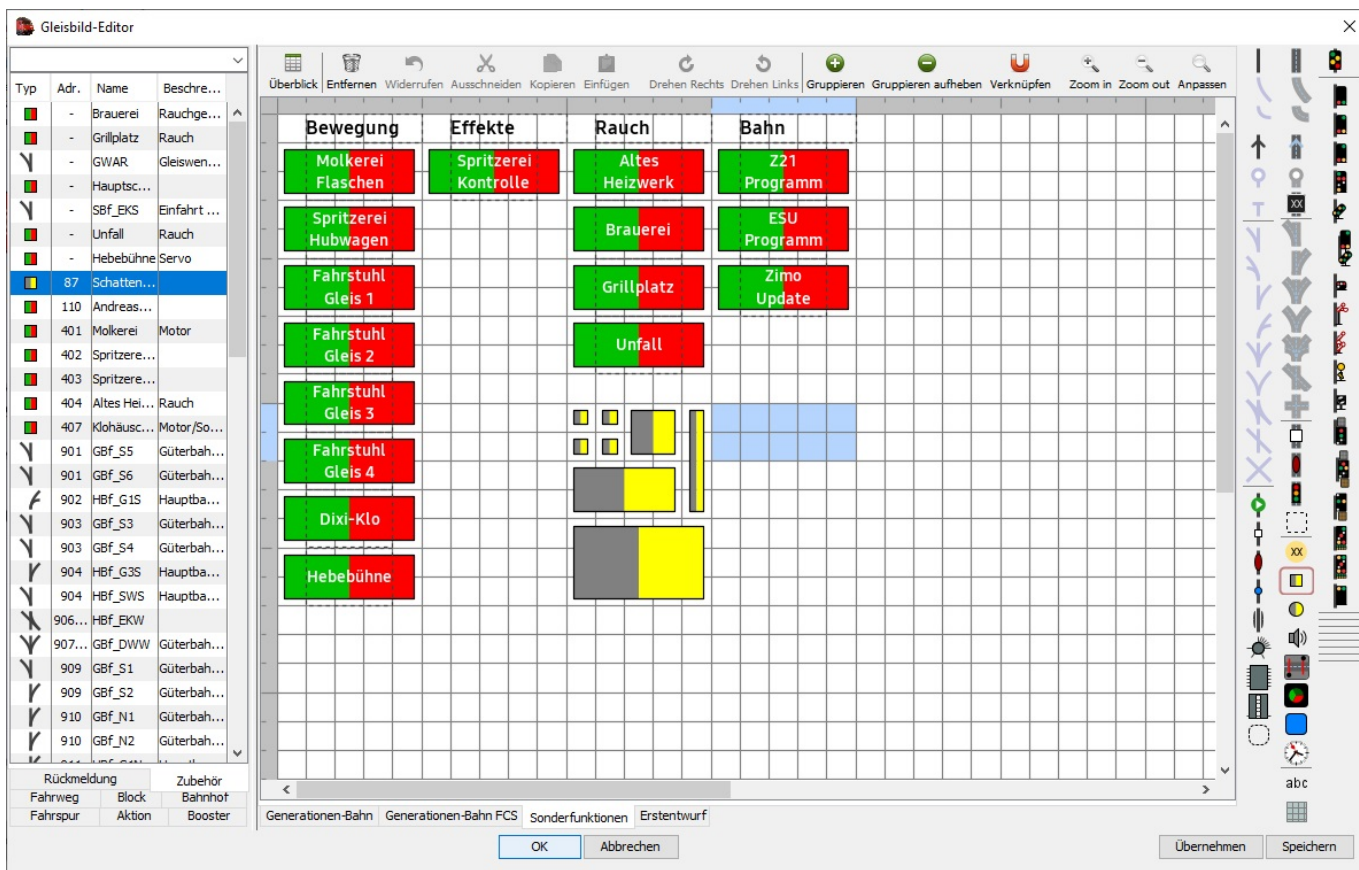 Gleisbild-Editor
Überblick Entfernen Widerrufen Ausschneiden Kopieren Einfügen Drehen Rechts Drehen Links Gruppieren Gruppieren aufheben Verknüpfen Zoom in Zoom out Anpassen
Typ Adr. Name Beschre...
- Brauerei Rauchge...
- Grillplatz Rauch
- GWAR Gleiswen...
- Hauptsc...
- SBf_EKS Einfahrt ...
- Unfall Rauch
- Hebebühne Servo
87 Schatten...
110 Andreas...
401 Molkerei Motor
402 Spritzere...
403 Spritzere...
404 Altes Hei... Rauch
407 Klohäusc... Motor/So...
901 GBf_S5 Güterbah...
901 GBf_S6 Güterbah...
902 HBf_G1S Hauptba...
903 GBf_S3 Güterbah...
903 GBf_S4 Güterbah...
904 HBf_G3S Hauptba...
904 HBf_SWS Hauptba...
906... HBf_EKW
907... GBf_DWW Güterbah...
909 GBf_S1 Güterbah...
909 GBf_S2 Güterbah...
910 GBf_N1 Güterbah...
910 GBf_N2 Güterbah...
Rückmeldung Zubehör
Fahrweg Block Bahnhof
Fahrspur Aktion Booster
Bewegung Effekte Rauch Bahn
Molkerei
Flaschen
Spritzerei
Kontrolle
Altes
Heizwerk
Z21
Programm
Spritzerei
Hubwagen
Brauerei
ESU
Programm
Fahrstuhl
Gleis 1
Grillplatz
Zimo
Update
Fahrstuhl
Gleis 2
Unfall
Fahrstuhl
Gleis 3
Fahrstuhl
Gleis 4
Dixi-Klo
Hebebühne
XX
XX
abc
Generationen-Bahn Generationen-Bahn FCS Sonderfunktionen Erstentwurf
OK Abbrechen Übernehmen Speichern